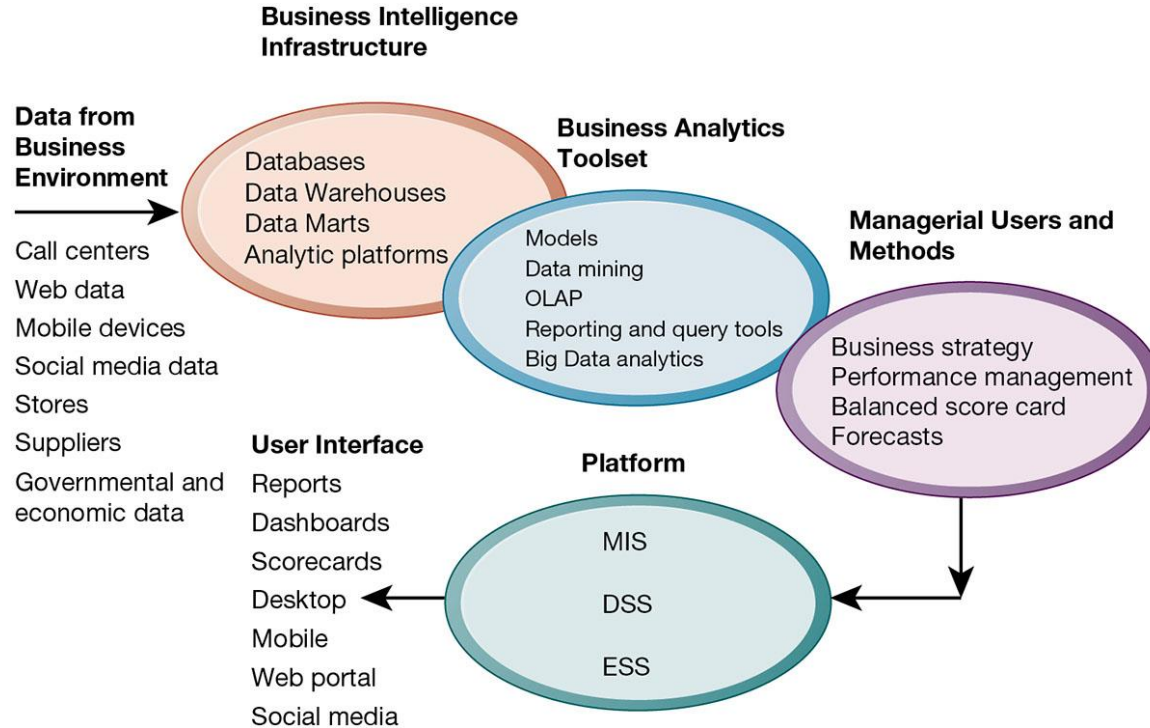 Business Intelligence
Infrastructure
Data from
Business
Environment
Call centers
Web data
Mobile devices
Social media data
Stores
Suppliers
Governmental and
economic data
Databases
Data Warehouses
Data Marts
Analytic platforms
Business Analytics
Toolset
Models
Data mining
OLAP
Reporting and query tools
Big Data analytics
Managerial Users and
Methods
Business strategy
Performance management
Balanced score card
Forecasts
Platform
MIS
DSS
ESS
User Interface
Reports
Dashboards
Scorecards
Desktop
Mobile
Web portal
Social media